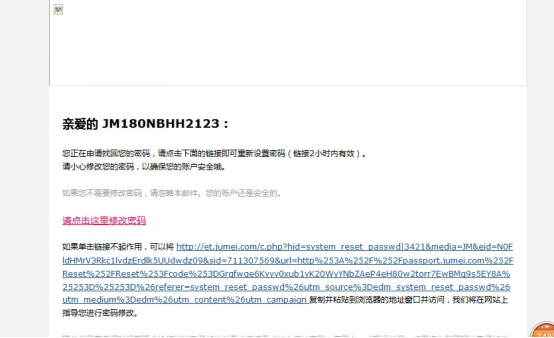 亲爱的 JM180NBHH2123：
您正在申请找回您的密码，请点击下面的链接即可重新设置密码（链接2小时内有效）。
请小心修改您的密码，以确保您的账户安全哦。
如果您不需要修改密码，请忽略本邮件。您的账户还是安全的。
请点击这里修改密码
如果单击链接不起作用，可以将 http://et.jumei.com/c.php?hid=system_reset_passwd|3421&media=JM&eid=N0F
ldHMrV3Rkc1lvdzErdlk5UUdwdz09&sid=711307569&url=http%253A%252F%252Fpassport.jumei.com%252F
Reset%252FReset%253Fcode%253DGrqfwge6Kyvv0xub1vK20WvYNbZAeP4eH80w2torr7EwBMq9s5EY8A%
25253D%25253D%26referer=system_reset_passwd%26utm_source%3Dedm_system_reset_passwd%26
utm_medium%3Dedm%26utm_content%26utm_campaign 复制并粘贴到浏览器的地址窗口并访问，我们将在网站上
指导您进行密码修改。